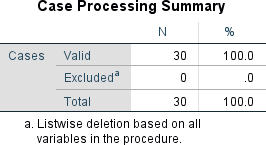 Case Processing Summary
N %
Cases Valid 30 100.0
Excludedᵃ 0 .0
Total 30 100.0
a. Listwise deletion based on all
variables in the procedure.